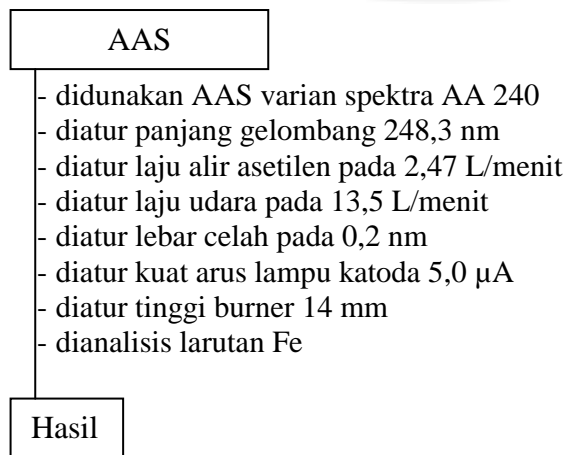 AAS
- didunakan AAS varian spektra AA 240
- diatur panjang gelombang 248,3 nm
- diatur laju alir asetilen pada 2,47 L/menit
- diatur laju udara pada 13,5 L/menit
- diatur lebar celah pada 0,2 nm
- diatur kuat arus lampu katoda 5,0 µA
- diatur tinggi burner 14 mm
- dianalisis larutan Fe
Hasil